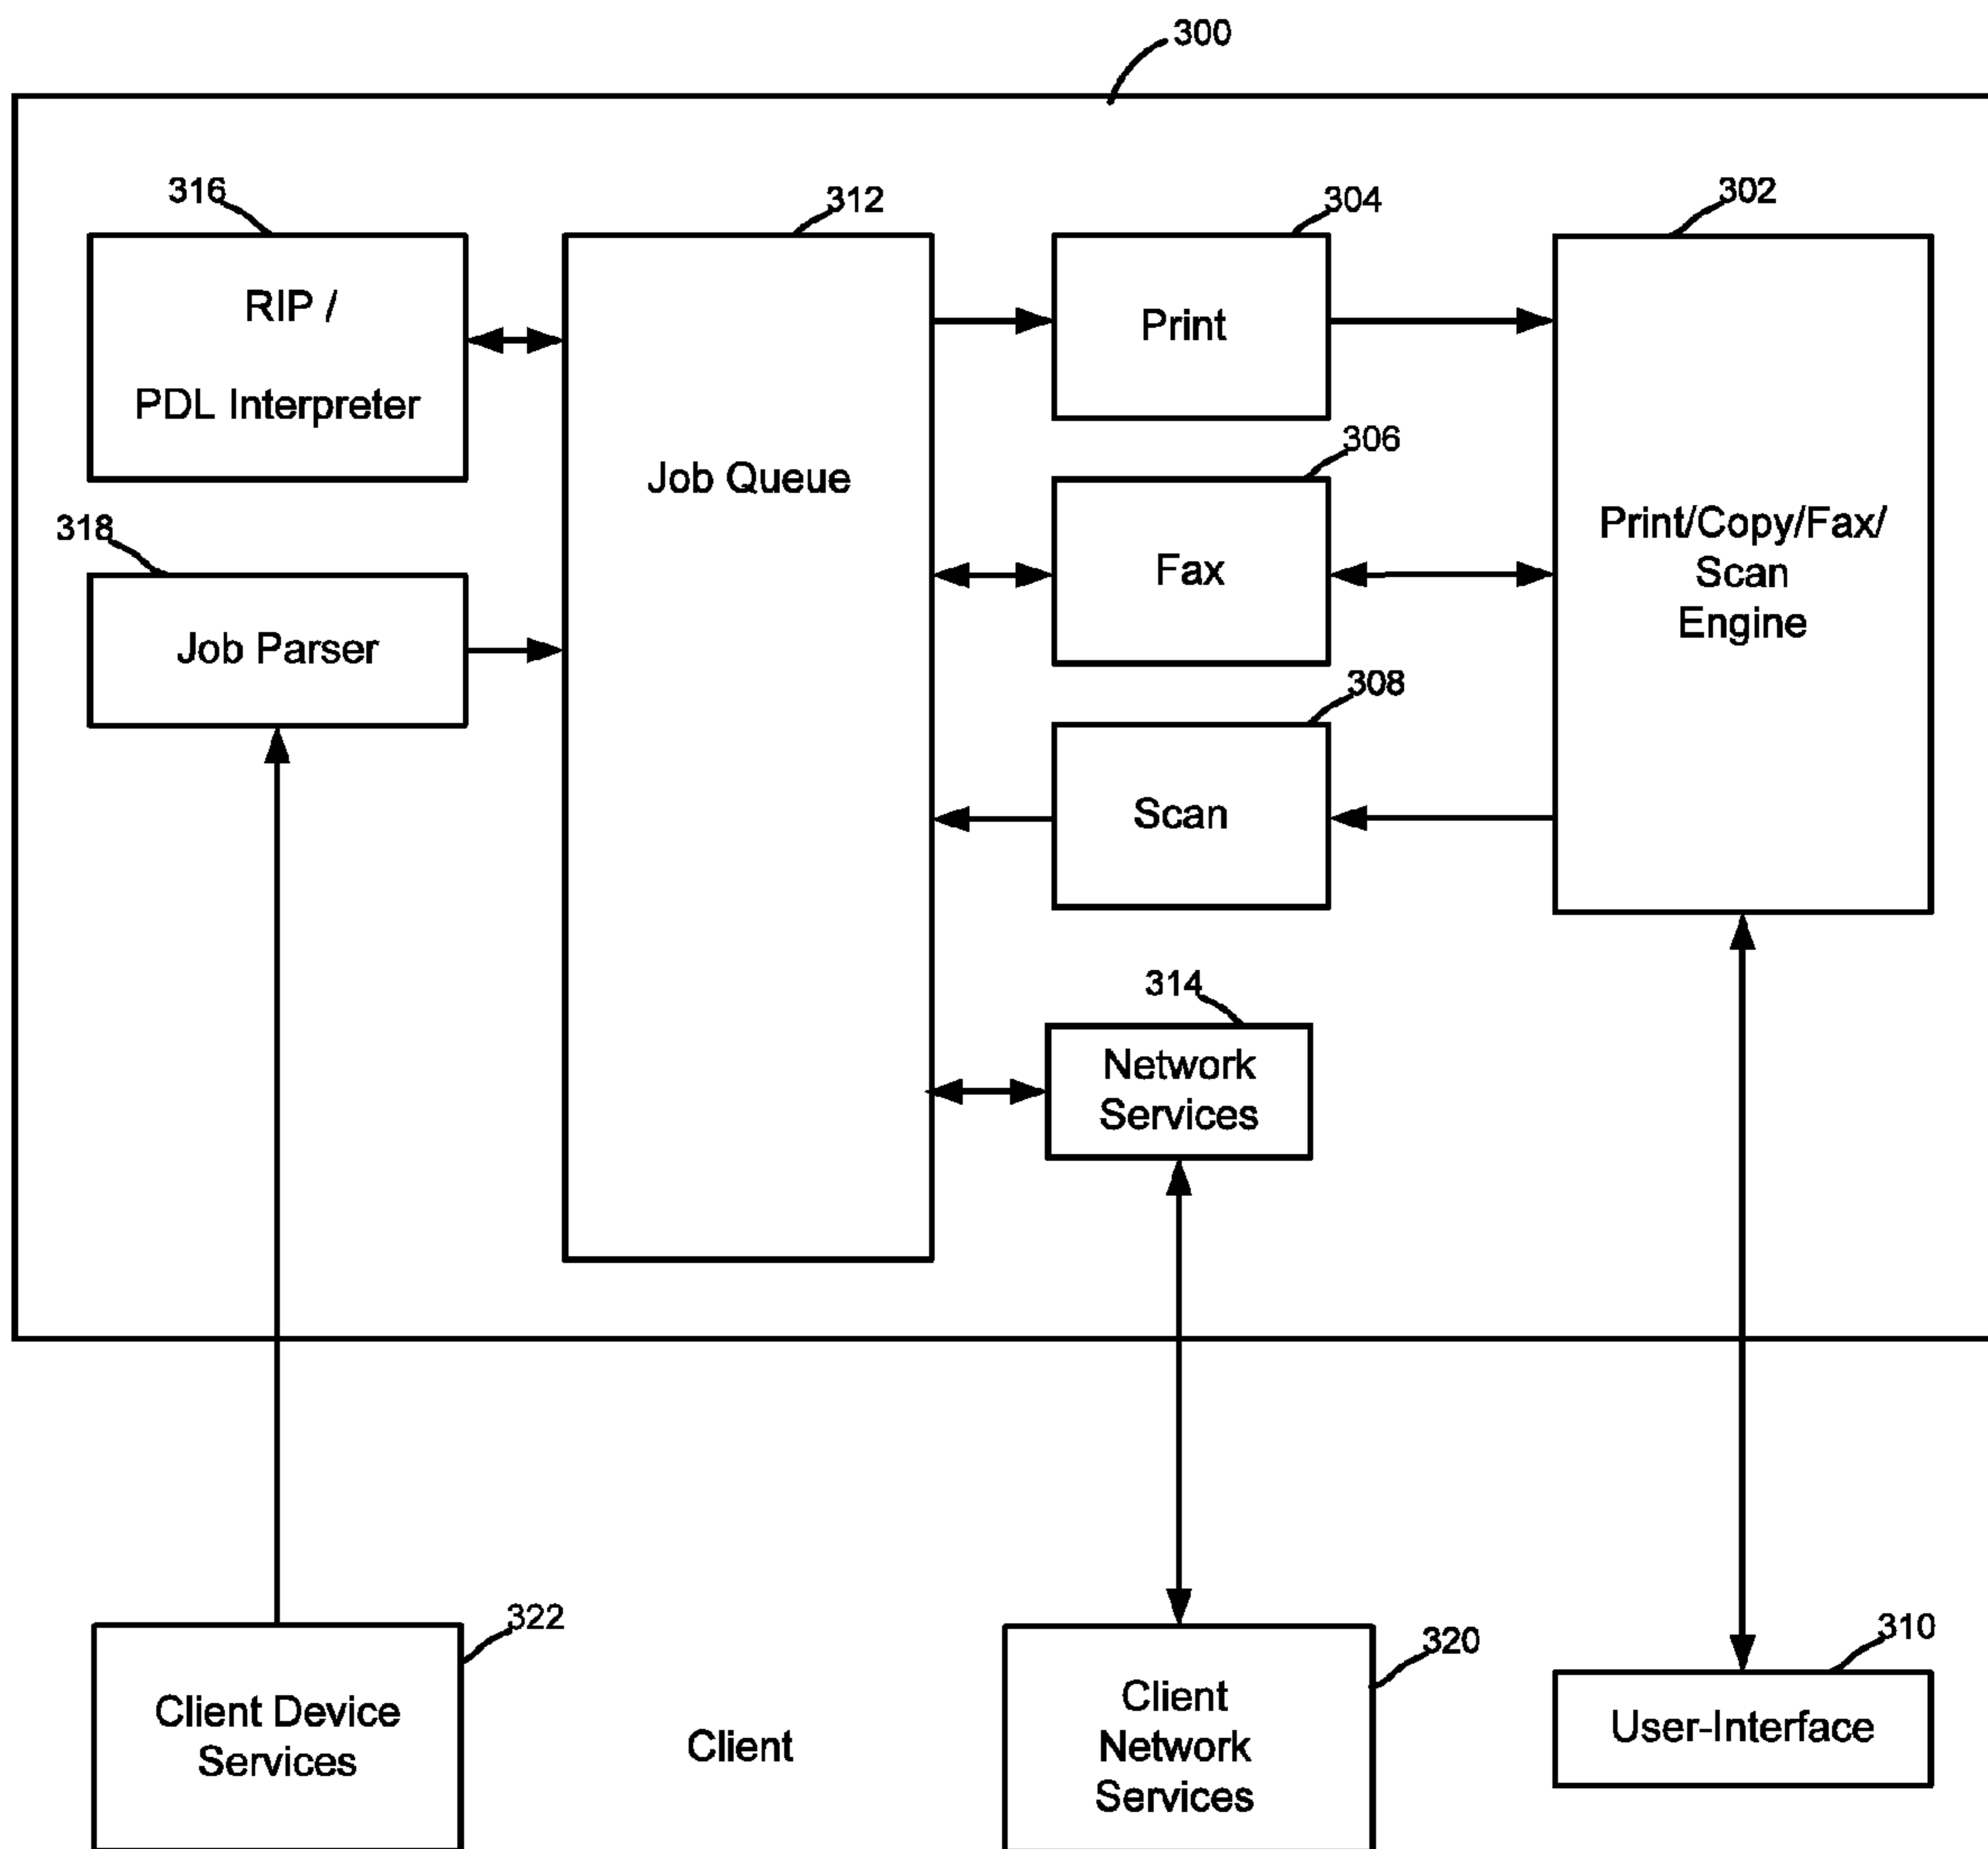 300
316
312
304
302
RIP /
PDL Interpreter
Job Queue
Print
306
Print/Copy/Fax/
Scan
Engine
318
Fax
Job Parser
308
Scan
314
Network
Services
322
320
310
Client Device
Services
Client
Client
Network
Services
User-Interface